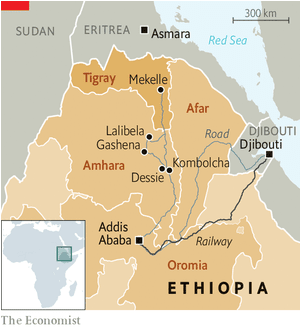 300 km
SUDAN
ERITREA
Asmara
Red Sea
Tigray
Mekelle
Afar
Lalibela
Gashena
Road
DJIBOUTI
Djibouti
Amhara
Kombolcha
Dessie
Addis
Ababa
Railway
Oromia
ETHIOPIA
The Economist